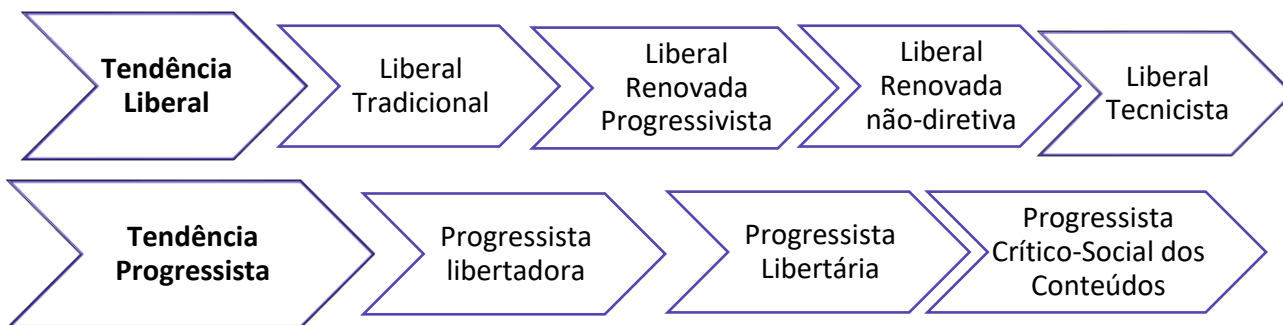 Tendência
Liberal
Liberal
Tradicional
Liberal
Renovada
Progressivista
Liberal
Renovada
não-diretiva
Liberal
Tecnicista
Tendência
Progressista
Progressista
libertadora
Progressista
Libertária
Progressista
Crítico-Social dos
Conteúdos